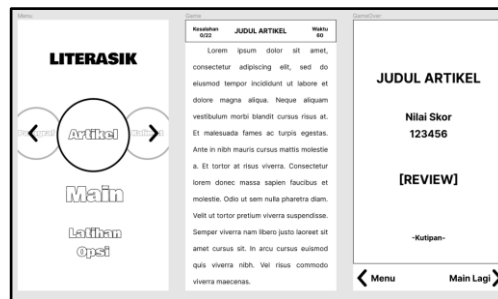 Menu
LITERASIK
Artikel
Main
Latihan
Opsi
Game
Kesalahan
0/22
JUDUL ARTIKEL
Waktu
60
Lorem ipsum dolor sit amet,
consectetur adipiscing elit, sed do
eiusmod tempor incididunt ut labore et
dolore magna aliqua. Neque aliquam
vestibulum morbi blandit cursus risus at.
Et malesuada fames ac turpis egestas.
Ante in nibh mauris cursus mattis molestie
a. Et tortor at risus viverra. Consectetur
lorem donec massa sapien faucibus et
molestie. Odio ut sem nulla pharetra diam.
Velit ut tortor pretium viverra suspendisse.
Semper viverra nam libero justo laoreet sit
amet cursus sit. In arcu cursus euismod
quis viverra nibh. Vel risus commodo
viverra maecenas.
GameOver
JUDUL ARTIKEL
Nilai Skor
123456
[REVIEW]
-Kutipan-
Menu
Main Lagi